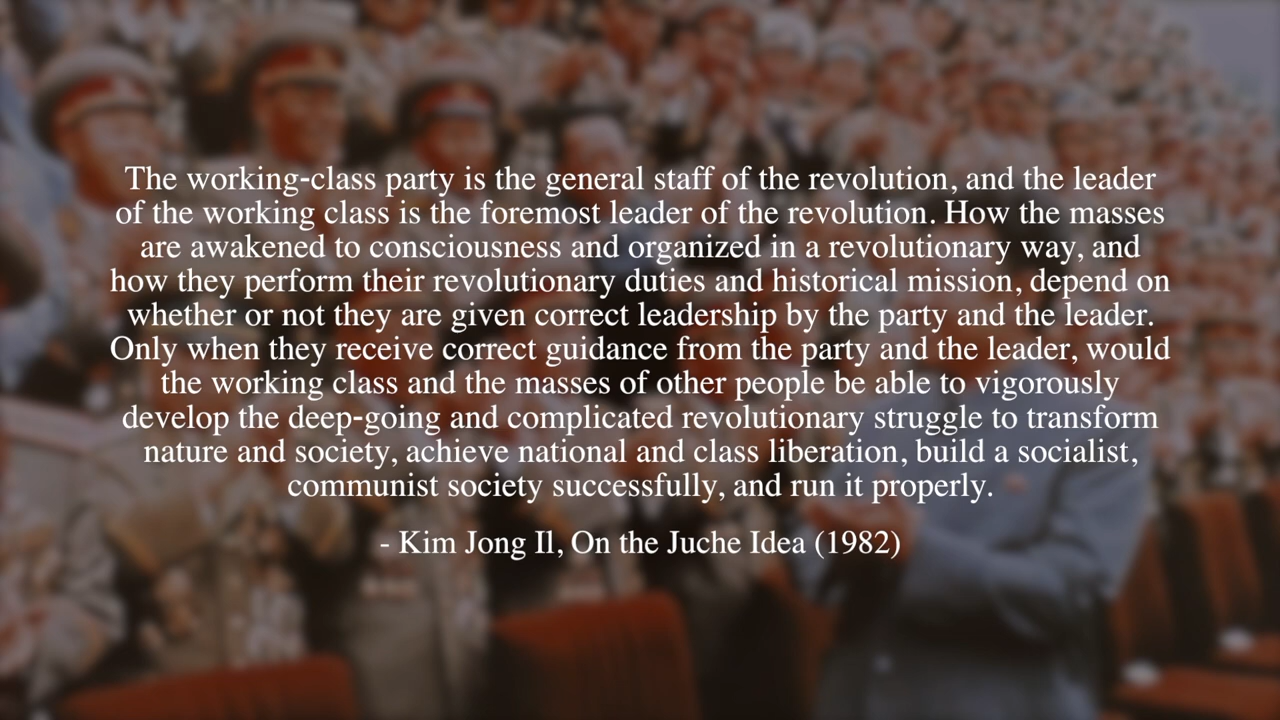 The working-class party is the general staff of the revolution, and the leader
of the working class is the foremost leader of the revolution. How the masses
are awakened to consciousness and organized in a revolutionary way, and
how they perform their revolutionary duties and historical mission, depend on
whether or not they are given correct leadership by the party and the leader.
Only when they receive correct guidance from the party and the leader, would
the working class and the masses of other people be able to vigorously
develop the deep-going and complicated revolutionary struggle to transform
nature and society, achieve national and class liberation, build a socialist,
communist society successfully, and run it properly.
- Kim Jong Il, On the Juche Idea (1982)